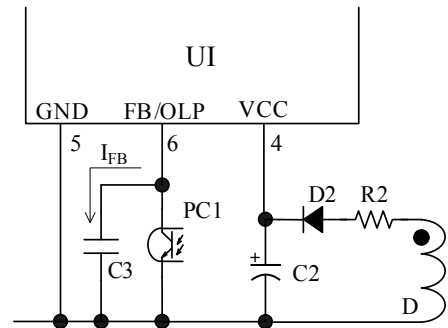 UI
GND FB/OLP VCC
5 6 4
I_FB
PC1
D2 R2
C3
+
C2
D